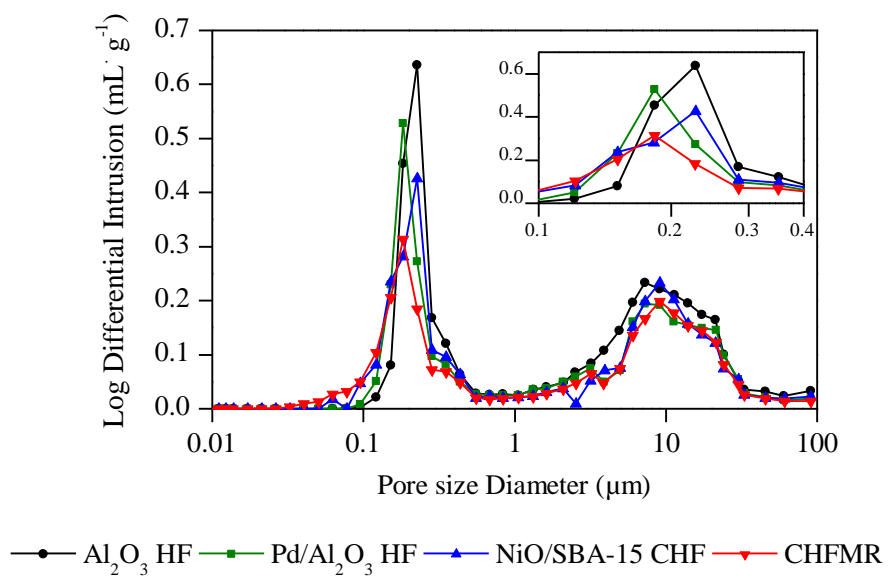 Log Differential Intrusion (mL· g⁻¹)
0.7
0.6
0.5
0.4
0.3
0.2
0.1
0.0
0.6
0.4
0.2
0.0
0.1 0.2 0.3 0.4
0.01 0.1 1 10 100
Pore size Diameter (µm)
Al₂O₃ HF Pd/Al₂O₃ HF NiO/SBA-15 CHF CHFMR